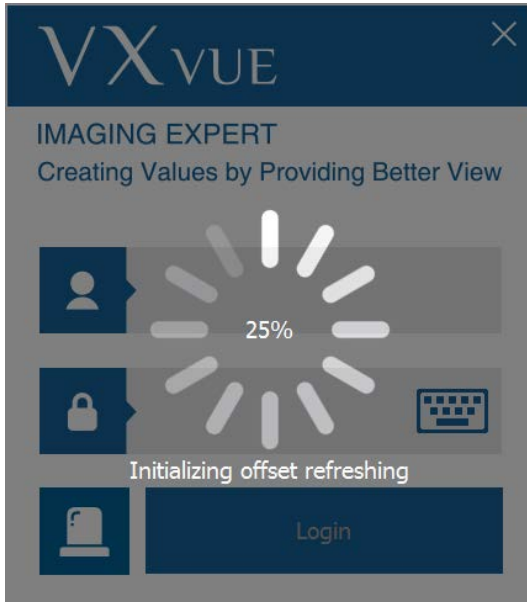 VXVUE
IMAGING EXPERT
Creating Values by Providing Better View
25%
Initializing offset refreshing
Login